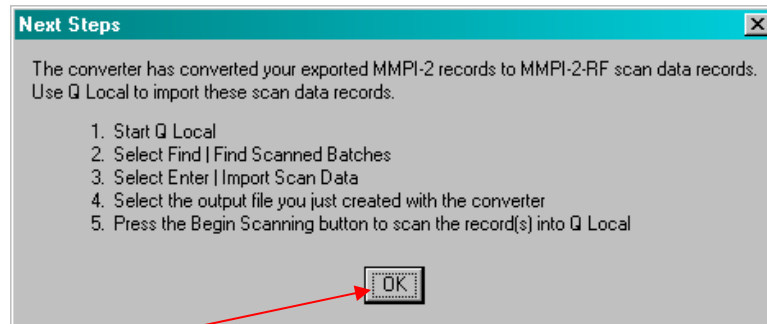 Next Steps
The converter has converted your exported MMPI-2 records to MMPI-2-RF scan data records.
Use Q Local to import these scan data records.
1. Start Q Local
2. Select Find | Find Scanned Batches
3. Select Enter | Import Scan Data
4. Select the output file you just created with the converter
5. Press the Begin Scanning button to scan the record(s) into Q Local
OK